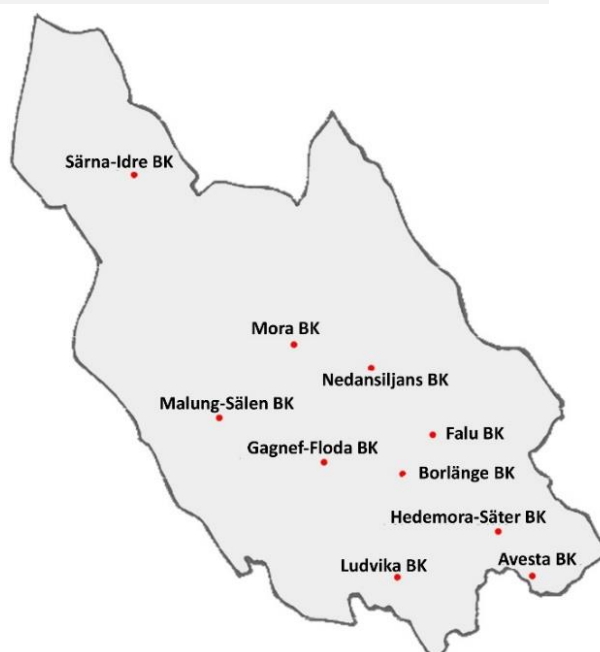 Särna-Idre BK
Mora BK
Nedansiljans BK
Malung-Sälen BK
Falu BK
Gagnef-Floda BK
Borlänge BK
Hedemora-Säter BK
Avesta BK
Ludvika BK